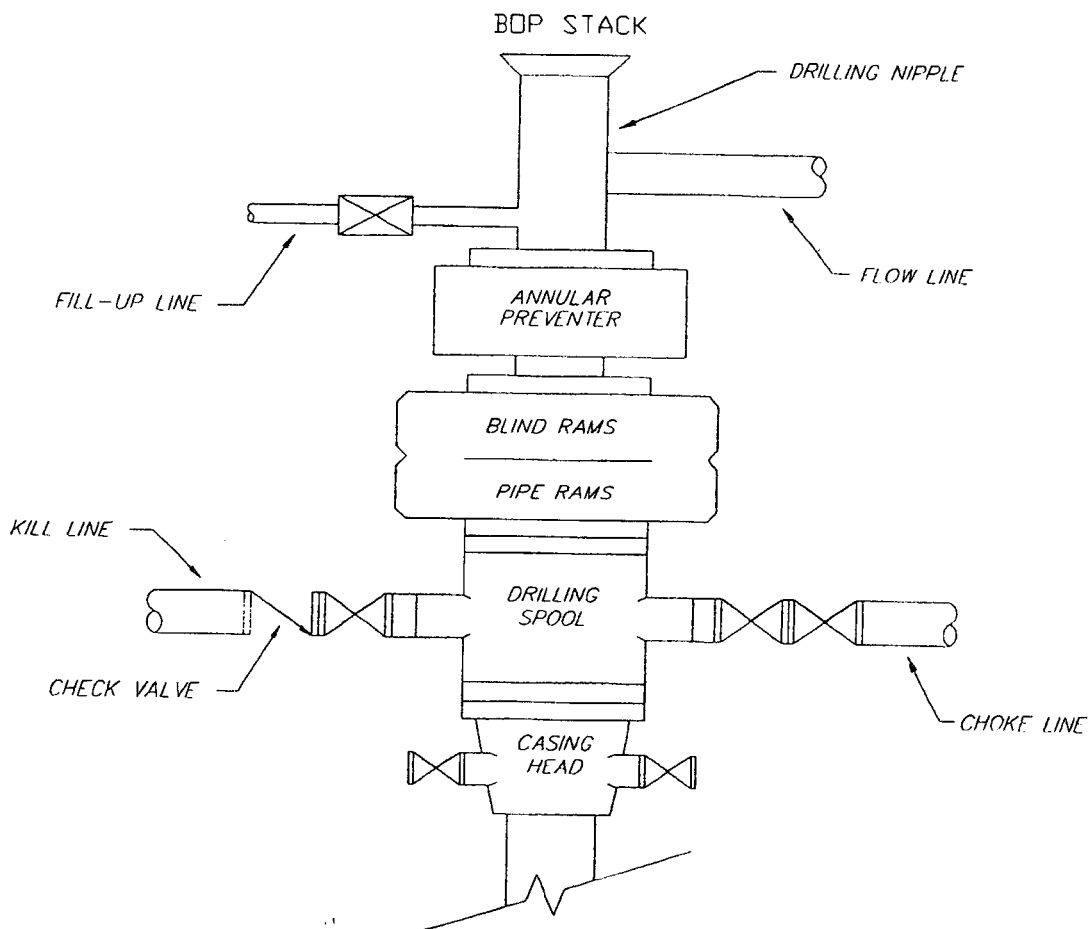 BOP STACK
DRILLING NIPPLE
FLOW LINE
FILL-UP LINE
ANNULAR
PREVENTER
BLIND RAMS
PIPE RAMS
KILL LINE
DRILLING
SPOOL
CHECK VALVE
CHOKE LINE
CASING
HEAD